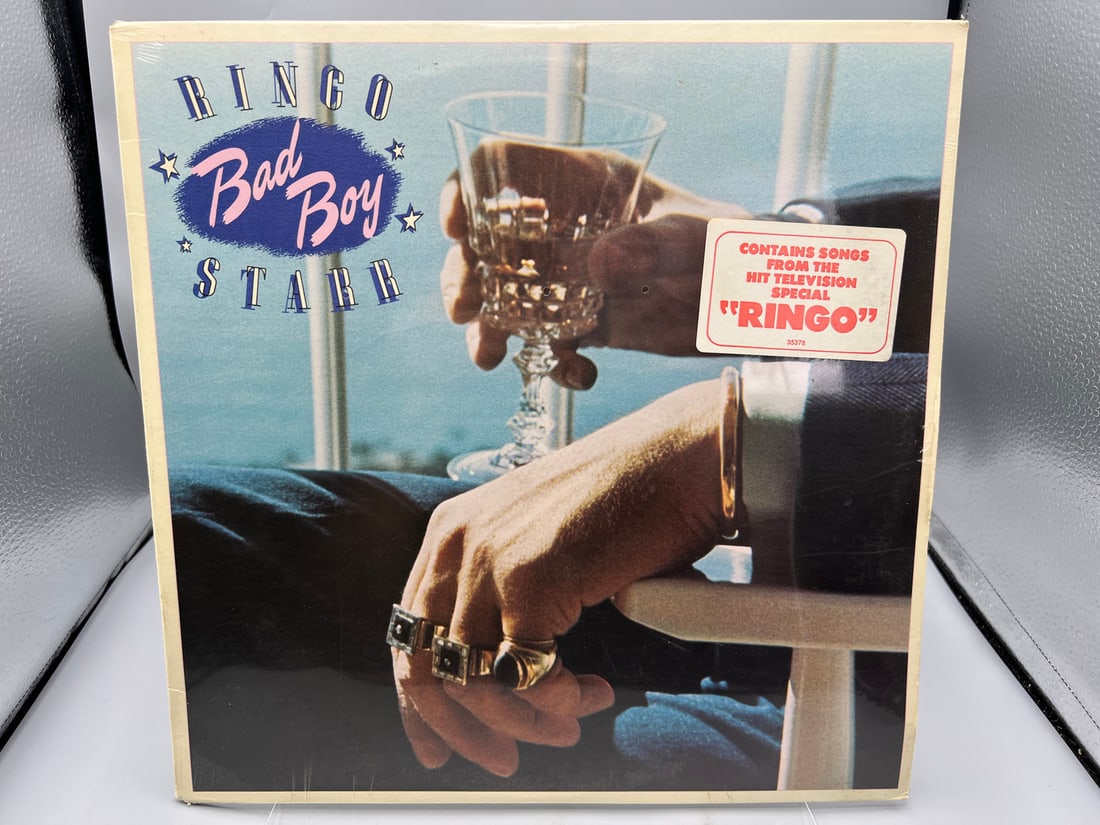 RINGO
Bad
Boy
STARR
CONTAINS SONGS
FROM THE
HIT TELEVISION
SPECIAL
"RINGO"
35378